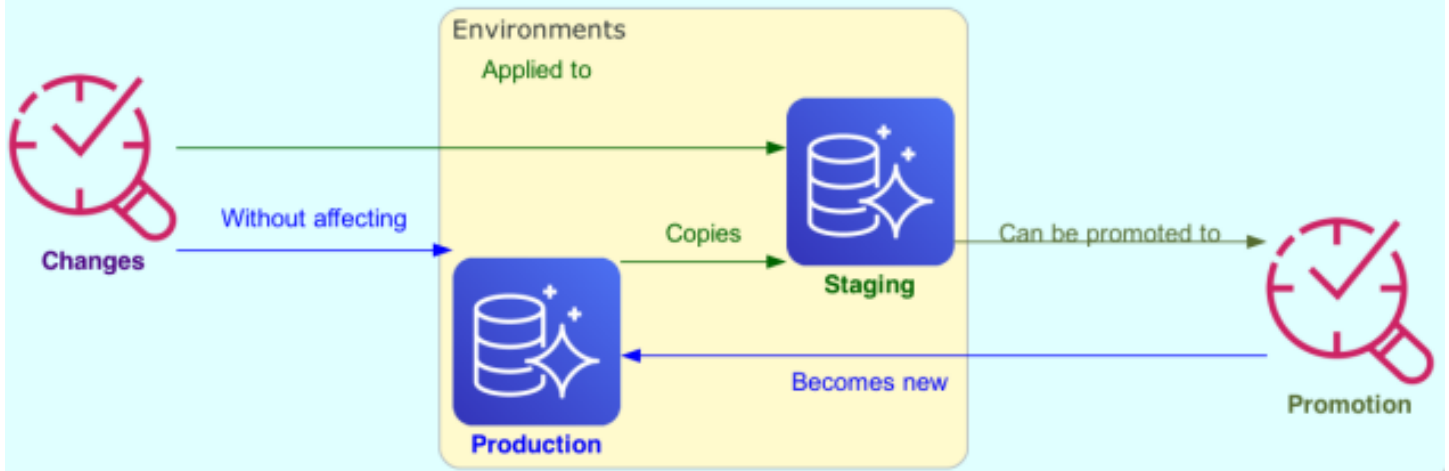 Environments
Applied to
Without affecting
Changes
Copies
Can be promoted to
Staging
Becomes new
Promotion
Production